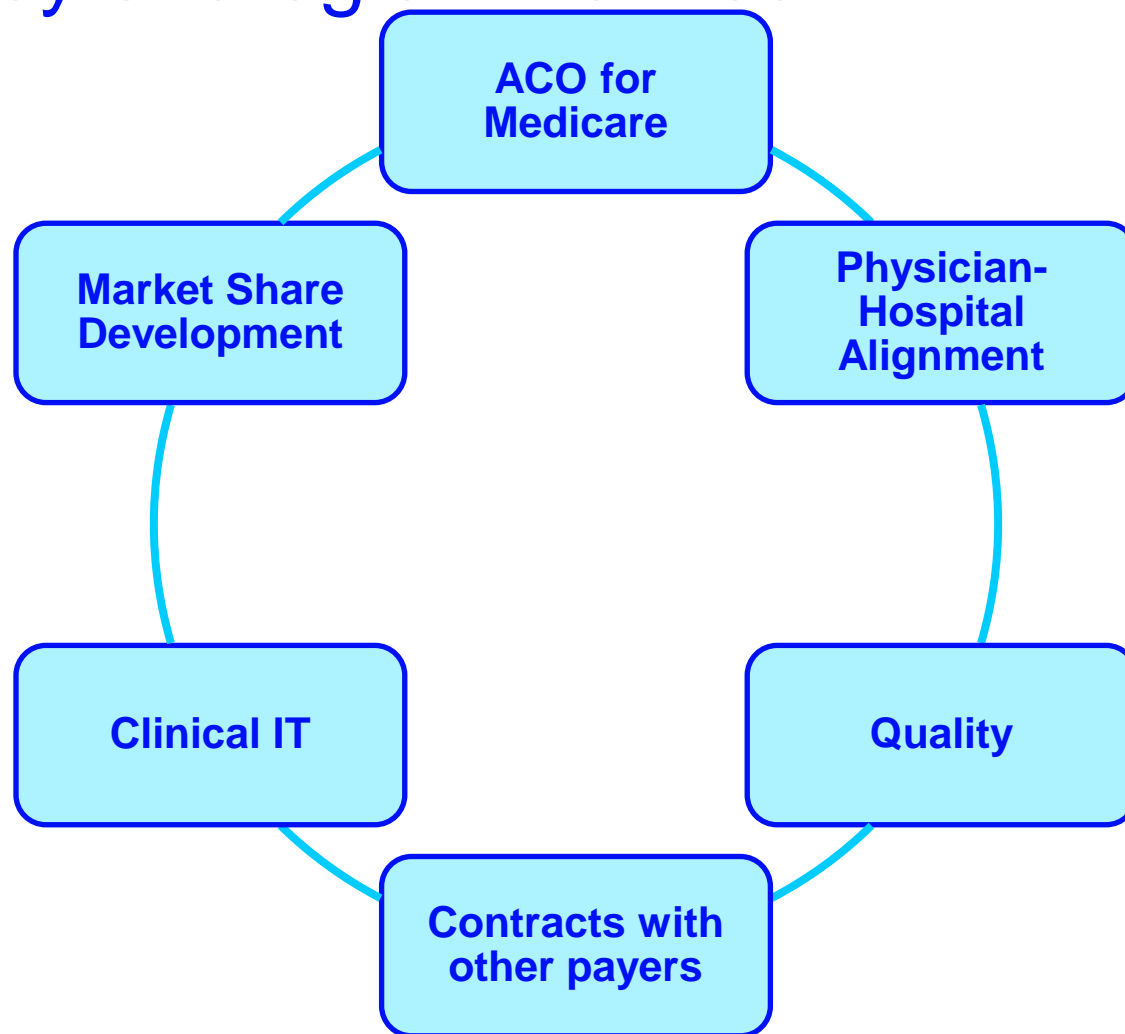 ACO for
Medicare
Market Share
Development
Physician-
Hospital
Alignment
Clinical IT
Quality
Contracts with
other payers